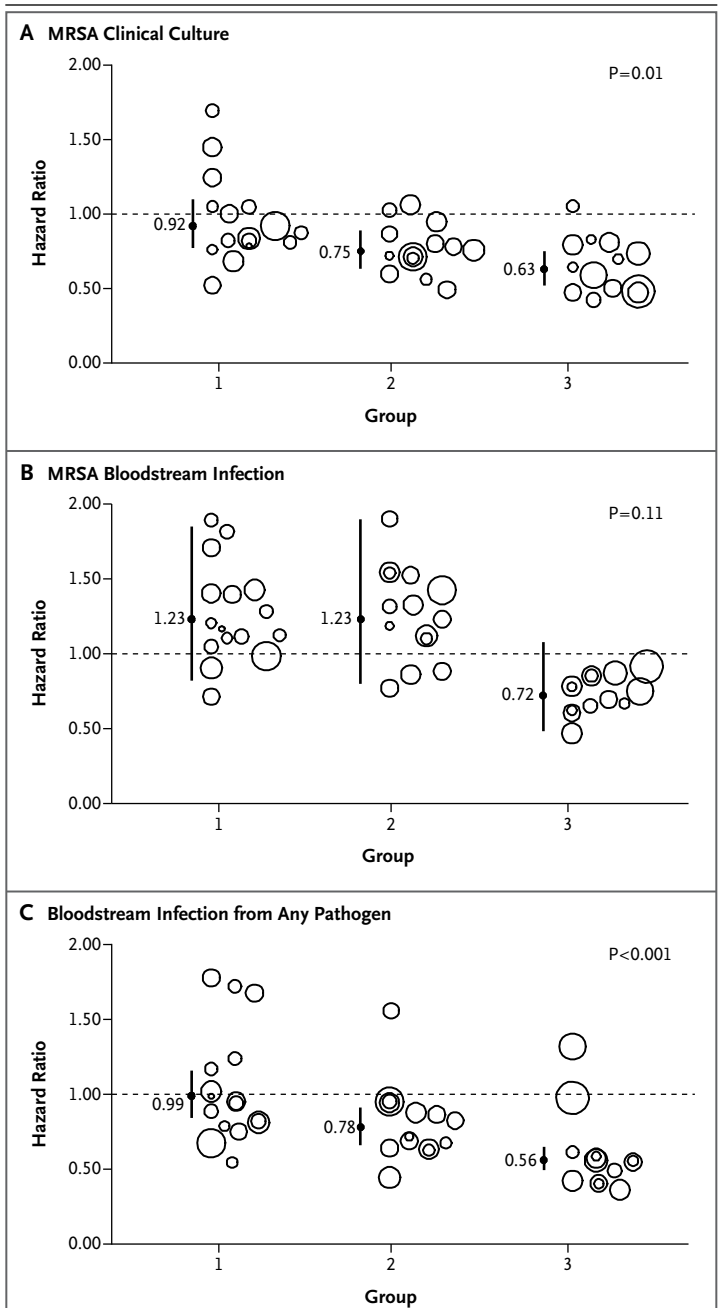 A MRSA Clinical Culture
P=0.01
2.00
1.50
1.00
0.50
0.00
Hazard Ratio
0.92
0.75
0.63
1 2 3
Group
B MRSA Bloodstream Infection
P=0.11
2.00
1.50
1.00
0.50
0.00
Hazard Ratio
1.23
1.23
0.72
1 2 3
Group
C Bloodstream Infection from Any Pathogen
P<0.001
2.00
1.50
1.00
0.50
0.00
Hazard Ratio
0.99
0.78
0.56
1 2 3
Group